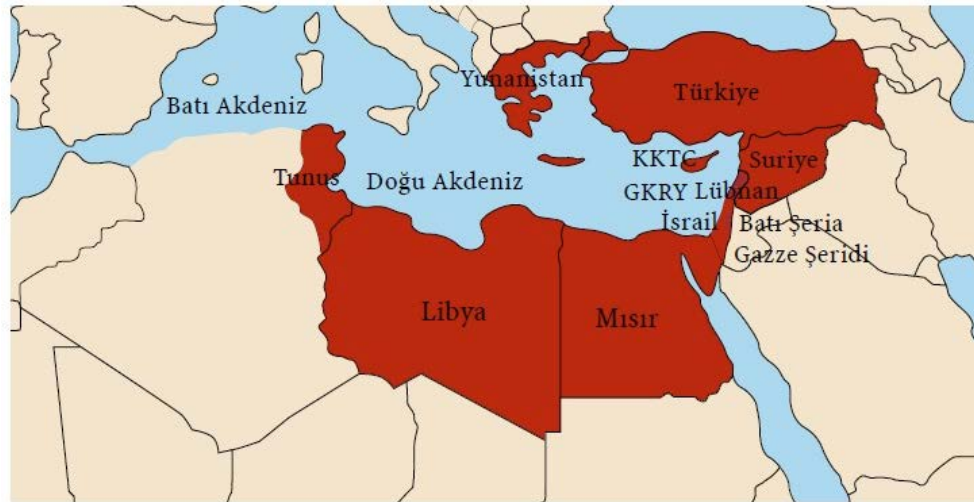 Yunanistan
Türkiye
Batı Akdeniz
KKTC
Suriye
Tunus
Doğu Akdeniz
GKRY Lübnan
İsrail
Batı Şeria
Gazze Şeridi
Libya
Mısır